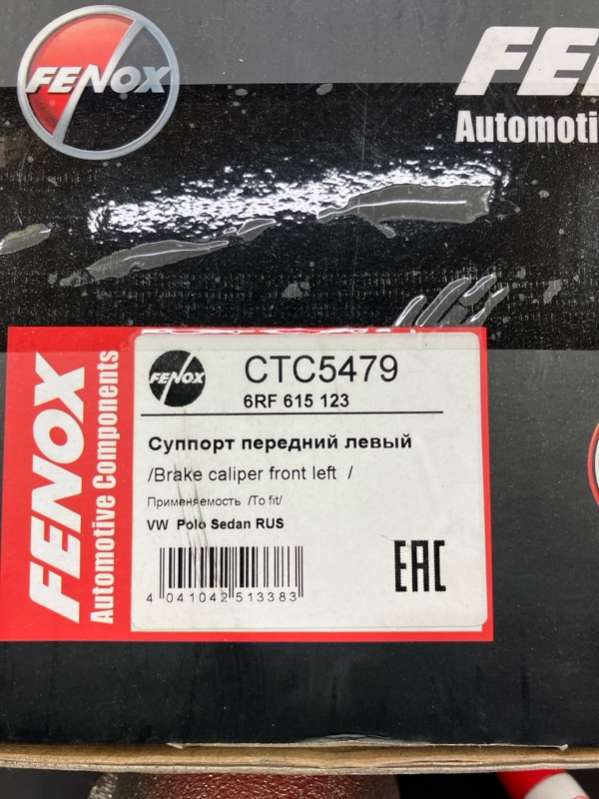 FENOX
FE
Automoti
FENOX
Automotive Components
FENOX
CTC5479
6RF 615 123
Суппорт передний левый
/Brake caliper front left /
Применяемость /To fit/
VW Polo Sedan RUS
4 041042 513383
EAC